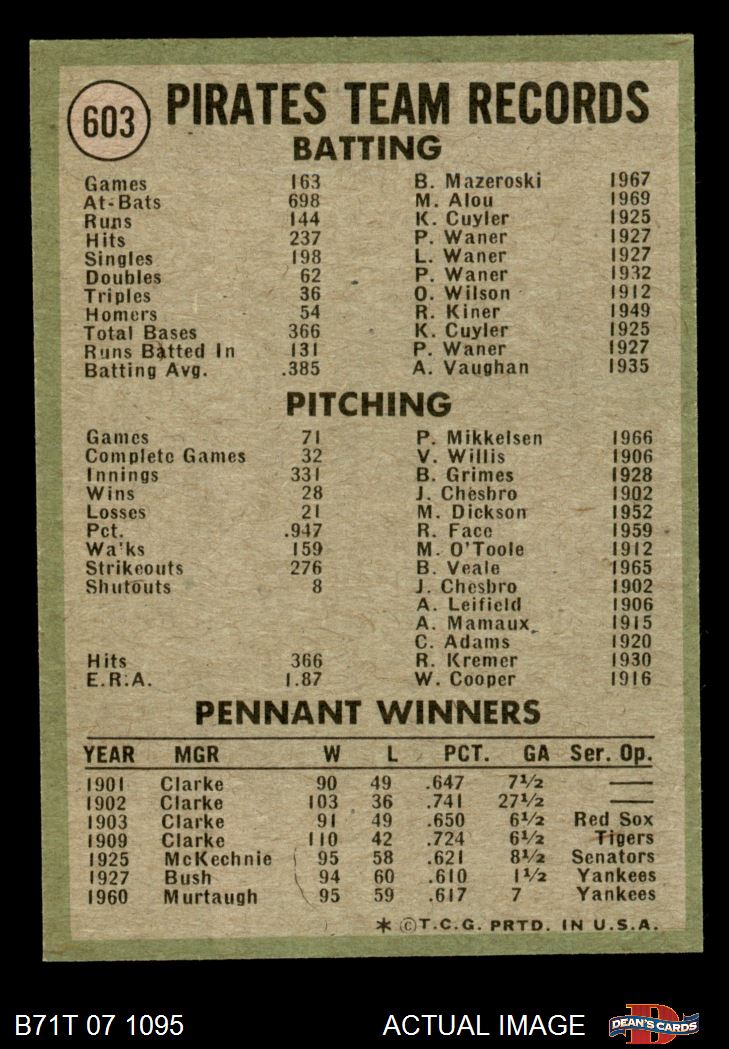 603 PIRATES TEAM RECORDS
BATTING
Games 163 B. Mazeroski 1967
At-Bats 698 M. Alou 1969
Runs 144 K. Cuyler 1925
Hits 237 P. Waner 1927
Singles 198 L. Waner 1927
Doubles 62 P. Waner 1932
Triples 36 O. Wilson 1912
Homers 54 R. Kiner 1949
Total Bases 366 K. Cuyler 1925
Runs Batted In 131 P. Waner 1927
Batting Avg. .385 A. Vaughan 1935
PITCHING
Games 71 P. Mikkelsen 1966
Complete Games 32 V. Willis 1906
Innings 331 B. Grimes 1928
Wins 28 J. Chesbro 1902
Losses 21 M. Dickson 1952
Pct. .947 R. Face 1959
Walks 159 M. O'Toole 1912
Strikeouts 276 B. Veale 1965
Shutouts 8 J. Chesbro 1902
A. Leifield 1906
A. Mamaux 1915
C. Adams 1920
Hits 366 R. Kremer 1930
E.R.A. 1.87 W. Cooper 1916
PENNANT WINNERS
YEAR MGR W L PCT. GA Ser. Op.
1901 Clarke 90 49 .647 7½ ——
1902 Clarke 103 36 .741 27½ ——
1903 Clarke 91 49 .650 6½ Red Sox
1909 Clarke 110 42 .724 6½ Tigers
1925 McKechnie 95 58 .621 8½ Senators
1927 Bush 94 60 .610 1½ Yankees
1960 Murtaugh 95 59 .617 7 Yankees
* ©T.C.G. PRTD. IN U.S.A.
B71T 07 1095 ACTUAL IMAGE DEAN'S CARDS